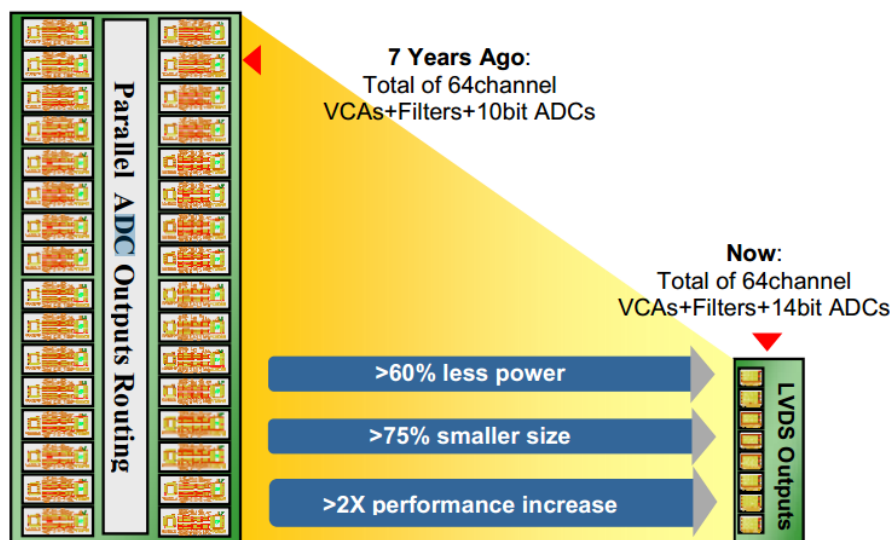 Parallel ADC Outputs Routing
7 Years Ago:
Total of 64channel
VCAs+Filters+10bit ADCs
Now:
Total of 64channel
VCAs+Filters+14bit ADCs
>60% less power
>75% smaller size
>2X performance increase
LVDS Outputs